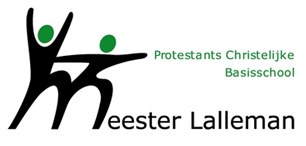 Protestants Christelijke
Basisschool
Meester Lalleman